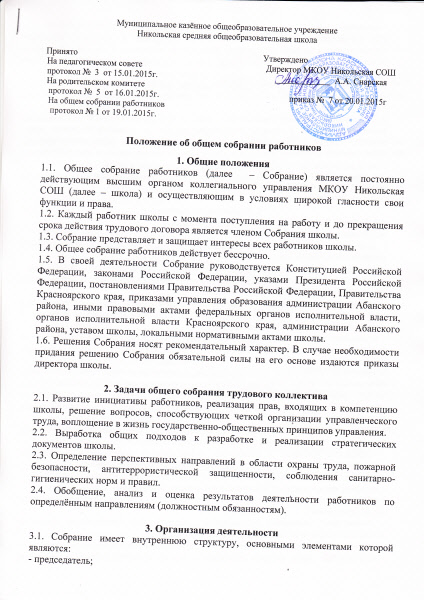 Муниципальное казённое общеобразовательное учреждение
Никольская средняя общеобразовательная школа
Принято
На педагогическом совете
протокол № 3 от 15.01.2015г.
На родительском комитете
протокол № 5 от 16.01.2015г.
На общем собрании работников
протокол № 1 от 19.01.2015г.
Утверждено
Директор МКОУ Никольская СОШ
А.А. Снарская
приказ № 7 от 20.01.2015г
Положение об общем собрании работников
1. Общие положения
1.1. Общее собрание работников (далее – Собрание) является постоянно
действующим высшим органом коллегиального управления МКОУ Никольская
СОШ (далее – школа) и осуществляющим в условиях широкой гласности свои
функции и права.
1.2. Каждый работник школы с момента поступления на работу и до прекращения
срока действия трудового договора является членом Собрания школы.
1.3. Собрание представляет и защищает интересы всех работников школы.
1.4. Общее собрание работников действует бессрочно.
1.5. В своей деятельности Собрание руководствуется Конституцией Российской
Федерации, законами Российской Федерации, указами Президента Российской
Федерации, постановлениями Правительства Российской Федерации, Правительства
Красноярского края, приказами управления образования администрации Абанского
района, иными правовыми актами федеральных органов исполнительной власти,
органов исполнительной власти Красноярского края, администрации Абанского
района, уставом школы, локальными нормативными актами школы.
1.6. Решения Собрания носят рекомендательный характер. В случае необходимости
придания решению Собрания обязательной силы на его основе издаются приказы
директора школы.
2. Задачи общего собрания трудового коллектива
2.1. Развитие инициативы работников, реализация прав, входящих в компетенцию
школы, решение вопросов, способствующих четкой организации управленческого
труда, воплощение в жизнь государственно-общественных принципов управления.
2.2. Выработка общих подходов к разработке и реализации стратегических
документов школы.
2.3. Определение перспективных направлений в области охраны труда, пожарной
безопасности, антитеррористической защищенности, соблюдения санитарно-
гигиенических норм и правил.
2.4. Обобщение, анализ и оценка результатов деятельности работников по
определённым направлениям (должностным обязанностям).
3. Организация деятельности
3.1. Собрание имеет внутреннюю структуру, основными элементами которой
являются:
- председатель;